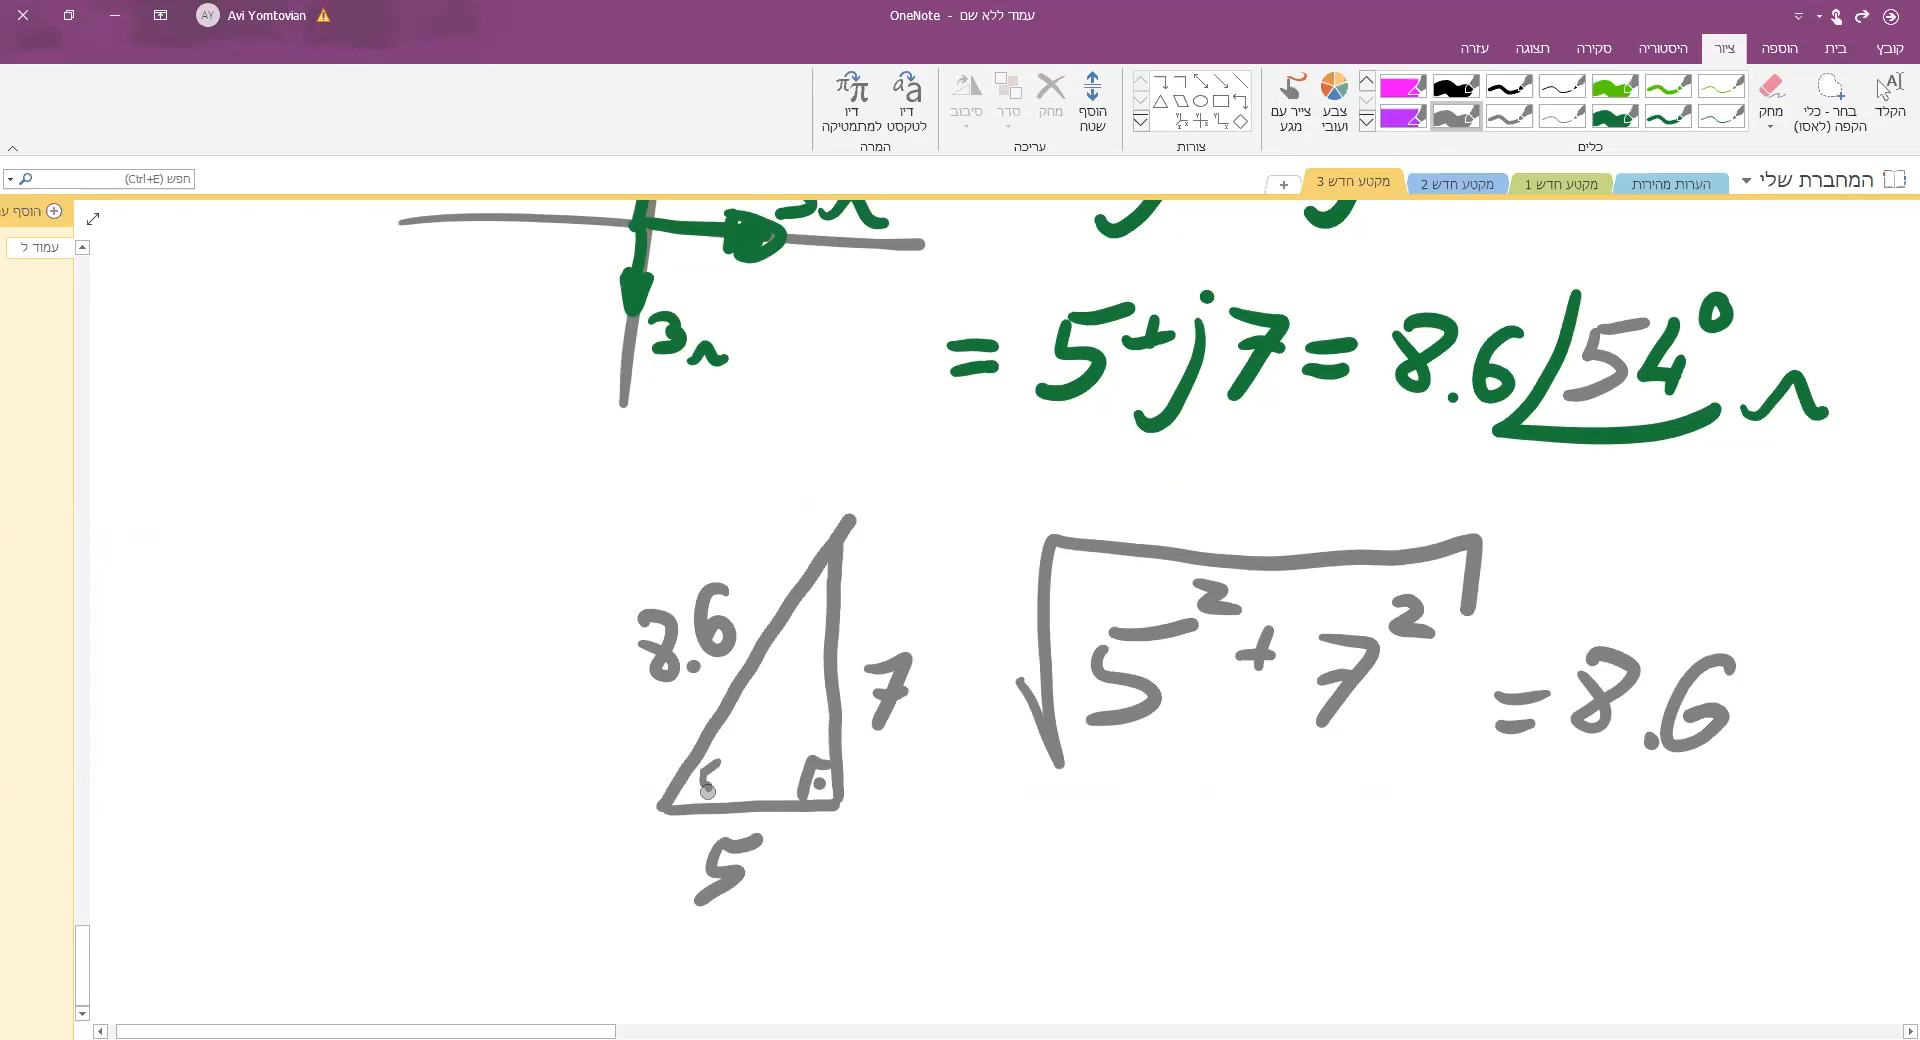 Avi Yomtovian
AY
עמוד ללא שם - OneNote
קובץ בית הוספה ציור היסטוריה סקירה תצוגה עזרה
הקלד
בחר - כלי הקפה (לאסו)
מחק
צבע ועובי
צייר עם מגע
הוסף שטח
מחק
סדר
סיבוב
דיו לטקסט
דיו למתמטיקה
כלים צורות עריכה המרה
המחברת שלי הערות מהירות מקטע חדש 1 מקטע חדש 2 מקטע חדש 3 +
חפש (Ctrl+E)
הוסף
עמוד ל
3Ω
= 5+j7 = 8.6∠54° Ω
8.6
7
5
√(5² + 7²) = 8.6